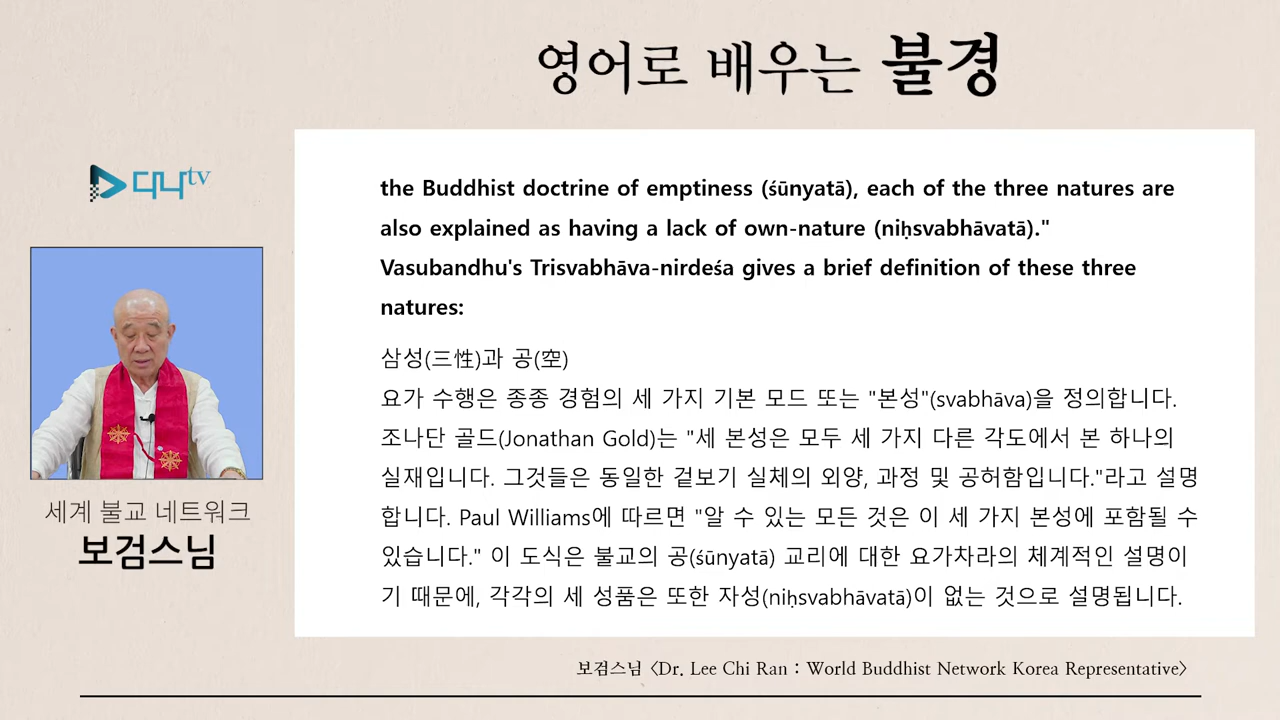 영어로 배우는 불경
다나tv
the Buddhist doctrine of emptiness (śūnyatā), each of the three natures are
also explained as having a lack of own-nature (niḥsvabhāvatā)."
Vasubandhu's Trisvabhāva-nirdeśa gives a brief definition of these three
natures:
삼성(三性)과 공(空)
요가 수행은 종종 경험의 세 가지 기본 모드 또는 "본성"(svabhāva)을 정의합니다.
조나단 골드(Jonathan Gold)는 "세 본성은 모두 세 가지 다른 각도에서 본 하나의
실재입니다. 그것들은 동일한 겉보기 실체의 외양, 과정 및 공허함입니다."라고 설명
합니다. Paul Williams에 따르면 "알 수 있는 모든 것은 이 세 가지 본성에 포함될 수
있습니다." 이 도식은 불교의 공(śūnyatā) 교리에 대한 요가차라의 체계적인 설명이
기 때문에, 각각의 세 성품은 또한 자성(niḥsvabhāvatā)이 없는 것으로 설명됩니다.
세계 불교 네트워크
보검스님
보검스님 <Dr. Lee Chi Ran : World Buddhist Network Korea Representative>